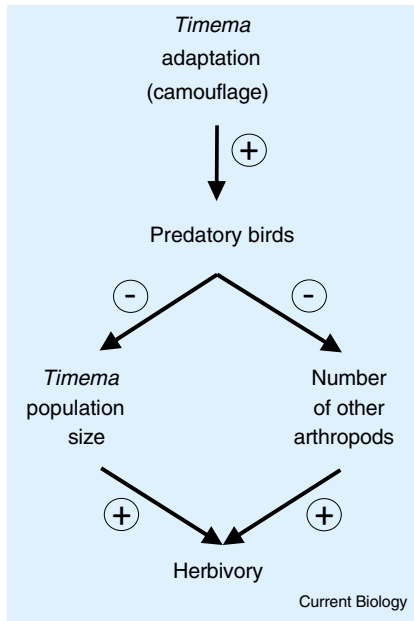 Timema
adaptation
(camouflage)
+
Predatory birds
- -
Timema
population
size
Number
of other
arthropods
+ +
Herbivory
Current Biology